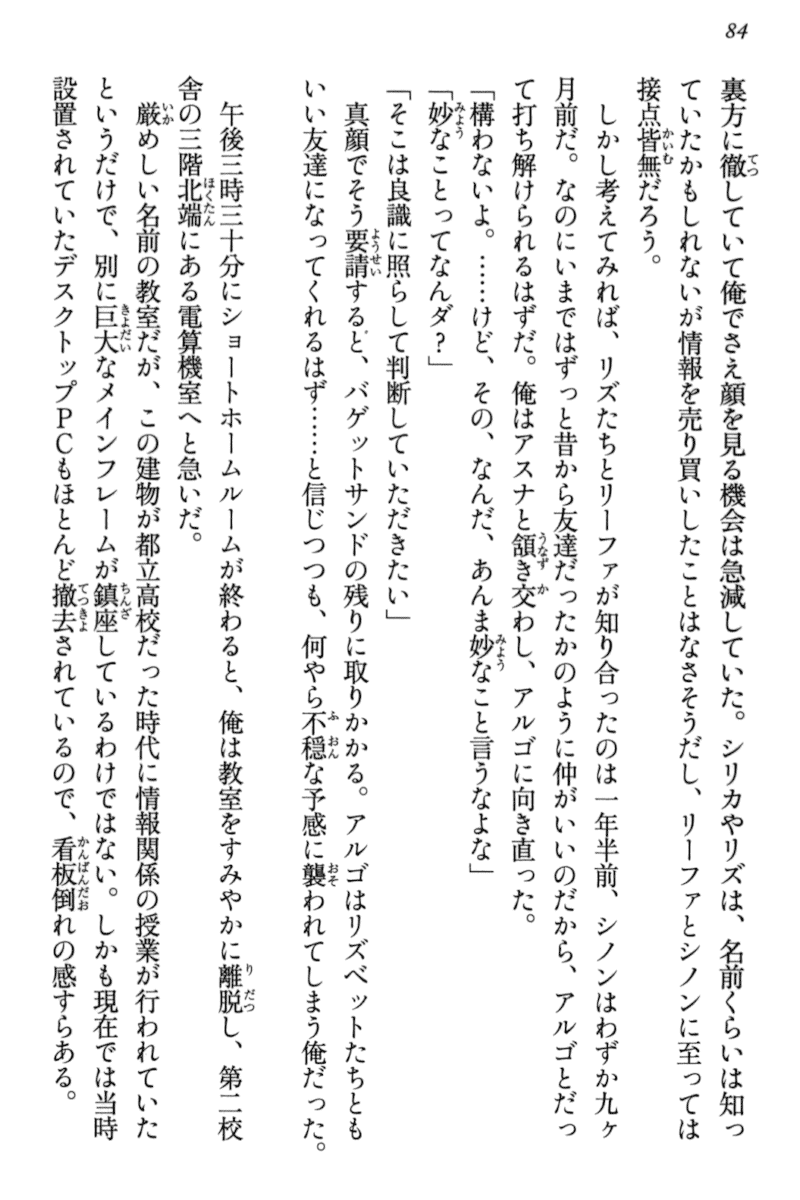 84
裏方に徹していて俺でさえ顔を見る機会は急減していた。シリカやリズは、名前くらいは知っ
ていたかもしれないが情報を売り買いしたことはなさそうだし、リーファとシノンに至っては
接点皆無だろう。
しかし考えてみれば、リズたちとリーファが知り合ったのは一年半前、シノンはわずか九ヶ
月前だ。なのにいまではずっと昔から友達だったかのように仲がいいのだから、アルゴとだっ
て打ち解けられるはずだ。俺はアスナと頷き交わし、アルゴに向き直った。
「構わないよ。……けど、その、なんだ、あんま妙なこと言うなよな」
「妙なことってなんダ？」
「そこは良識に照らして判断していただきたい」
真顔でそう要請すると、バゲットサンドの残りに取りかかる。アルゴはリズベットたちとも
いい友達になってくれるはず……と信じつつも、何やら不穏な予感に襲われてしまう俺だった。
午後三時三十分にショートホームルームが終わると、俺は教室をすみやかに離脱し、第二校
舎の三階北端にある電算機室へと急いだ。
厳めしい名前の教室だが、この建物が都立高校だった時代に情報関係の授業が行われていた
というだけで、別に巨大なメインフレームが鎮座しているわけではない。しかも現在では当時
設置されていたデスクトップPCもほとんど撤去されているので、看板倒れの感すらある。